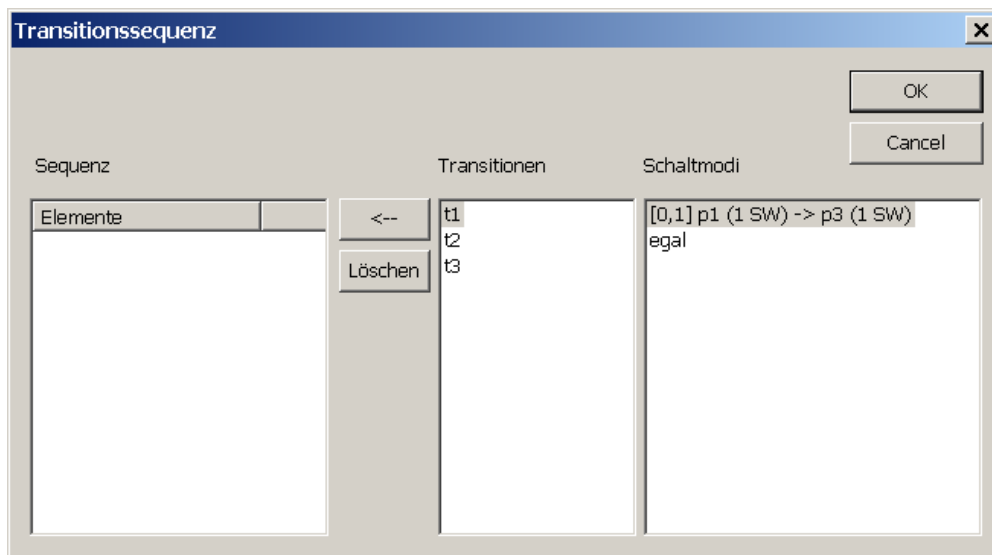 Transitionssequenz
OK
Cancel
Sequenz
Transitionen
Schaltmodi
Elemente
<--
Löschen
t1
t2
t3
[0,1] p1 (1 SW) -> p3 (1 SW)
egal